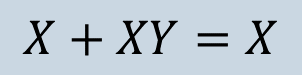 X + XY = X